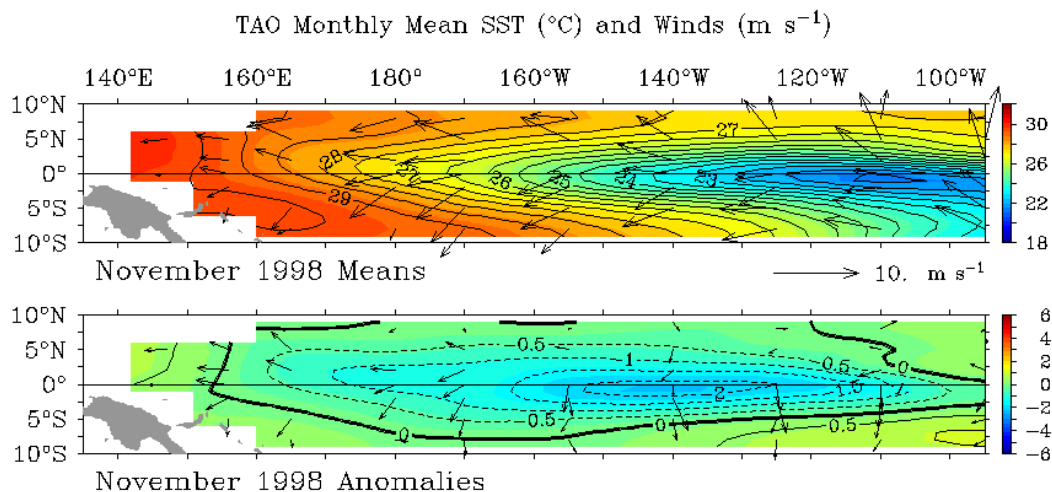 TAO Monthly Mean SST (°C) and Winds (m s⁻¹)
140°E 160°E 180° 160°W 140°W 120°W 100°W
10°N
5°N
0°
5°S
10°S
27
28
26 25 24 23
29
30
26
22
18
November 1998 Means
10. m s⁻¹
10°N
5°N
0°
5°S
10°S
0.5
0.5
1
0
1.5
2
0.5
0.5
0
0
6
4
2
0
-2
-4
-6
November 1998 Anomalies